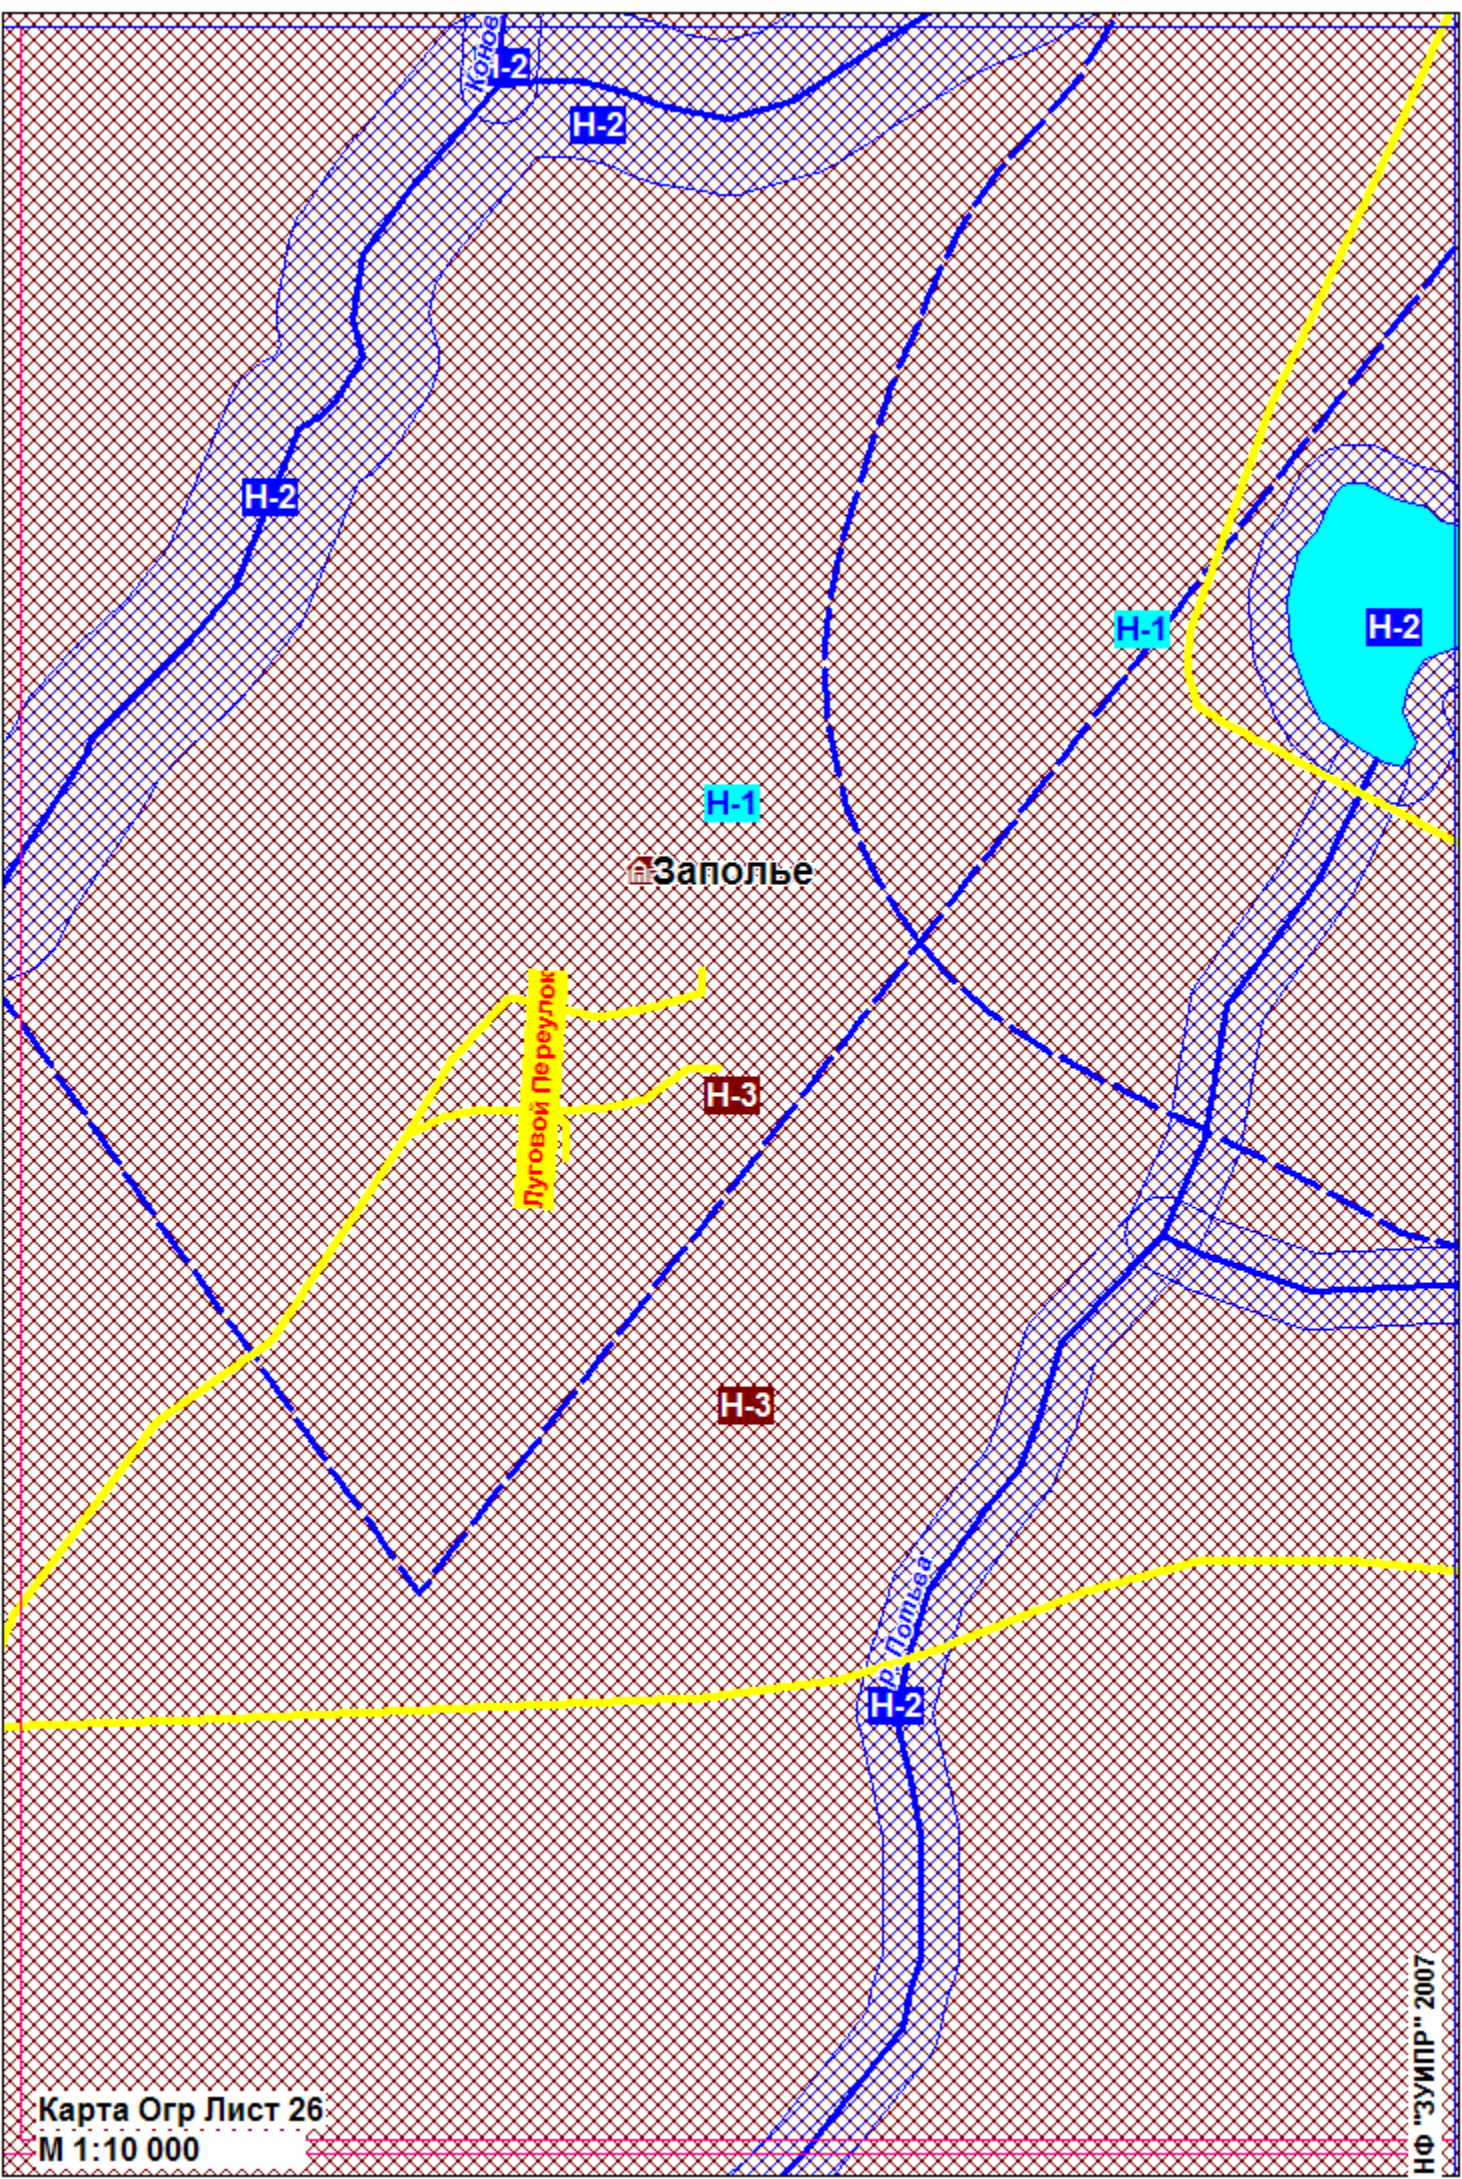 Конов
Н-2
Н-2
Н-2
Н-1
Н-1
Заполье
Луговой Переулок
Н-3
Н-3
р. Потьва
Н-2
Карта Огр Лист 26
М 1:10 000
НФ "ЗУИПР" 2007